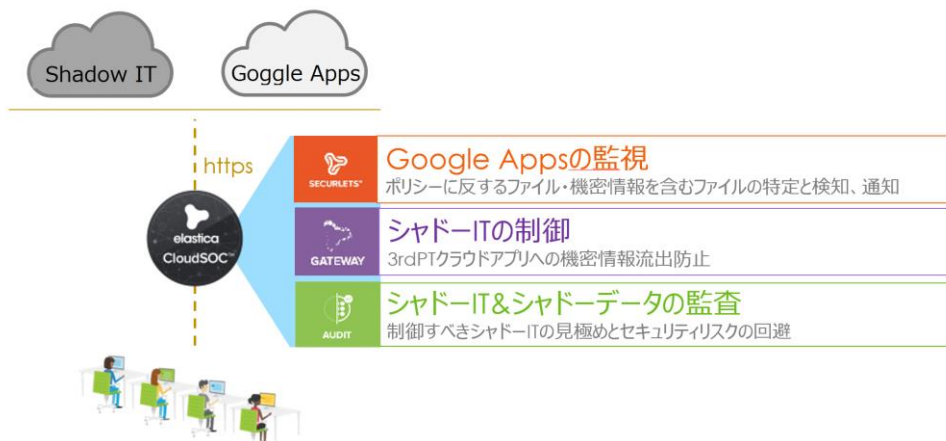 Shadow IT
Goggle Apps
https
elastica
CloudSOC™
SECURLETS™
Google Appsの監視
ポリシーに反するファイル・機密情報を含むファイルの特定と検知、通知
GATEWAY
シャドーITの制御
3rdPTクラウドアプリへの機密情報流出防止
AUDIT
シャドーIT&シャドーデータの監査
制御すべきシャドーITの見極めとセキュリティリスクの回避